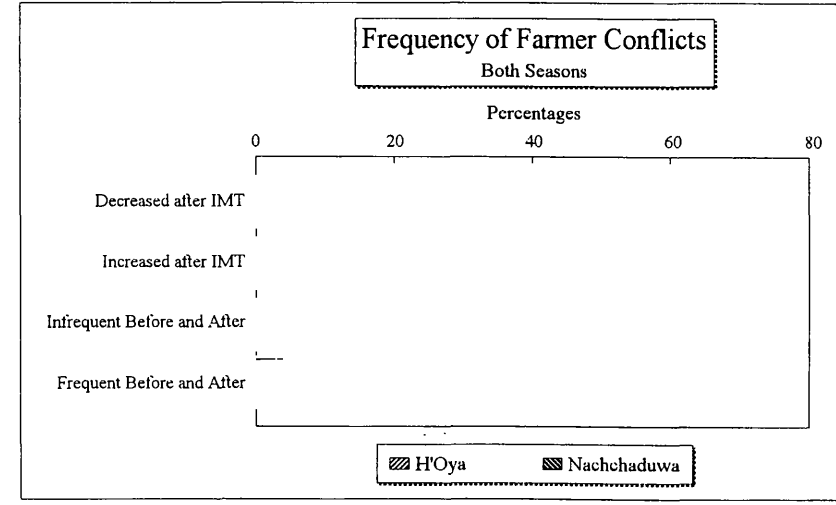 Frequency of Farmer Conflicts
Both Seasons
Percentages
0 20 40 60 80
Decreased after IMT
Increased after IMT
Infrequent Before and After
Frequent Before and After
H'Oya Nachchaduwa